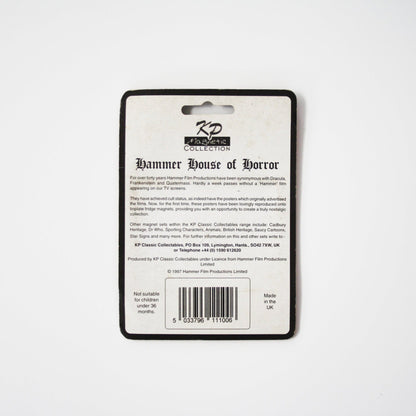 KP
Magnetic
COLLECTION
Hammer House of Horror
For over forty years Hammer Film Productions have been synonymous with Dracula,
Frankenstein and Quatermass. Hardly a week passes without a 'Hammer' film
appearing on our TV screens.
They have achieved cult status, as indeed have the posters which originally advertised
the films. Now, for the first time, these posters have been lovingly reproduced onto
fridge magnets, providing you with an opportunity to create a truly nostalgic
collection.
Other magnet sets within the KP Classic Collectables range include: Cadbury
Heritage, Dr Who, Sporting Characters, Animals, British Heritage, Saucy Cartoons,
Star Signs and many more. For further information on this and other sets write to:-
KP Classic Collectables, PO Box 109, Lymington, Hants., SO42 7XW, UK
or Telephone +44 (0) 1590 612820
Produced by KP Classic Collectables under Licence from Hammer Film Productions
Limited
© 1997 Hammer Film Productions Limited
Not suitable
for children
under 36
months.
5 033796 111006
Made in
the
UK